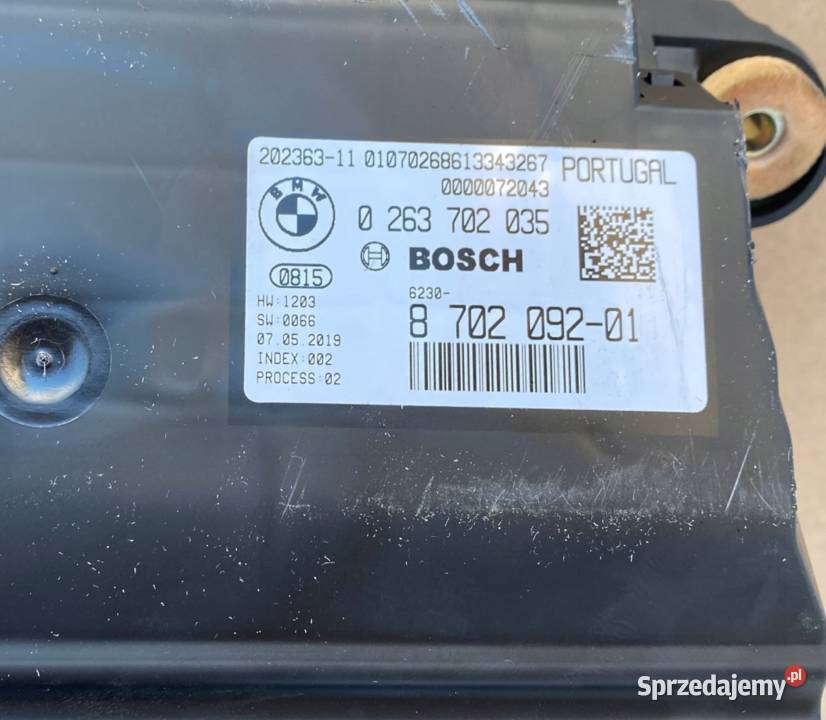 202363-11 01070268613343267 PORTUGAL
0000072043
BMW
0 263 702 035
BOSCH
0815
HW:1203
SW:0066
07.05.2019
INDEX:002
PROCESS:02
6230-
8 702 092-01
Sprzedajemy.pl